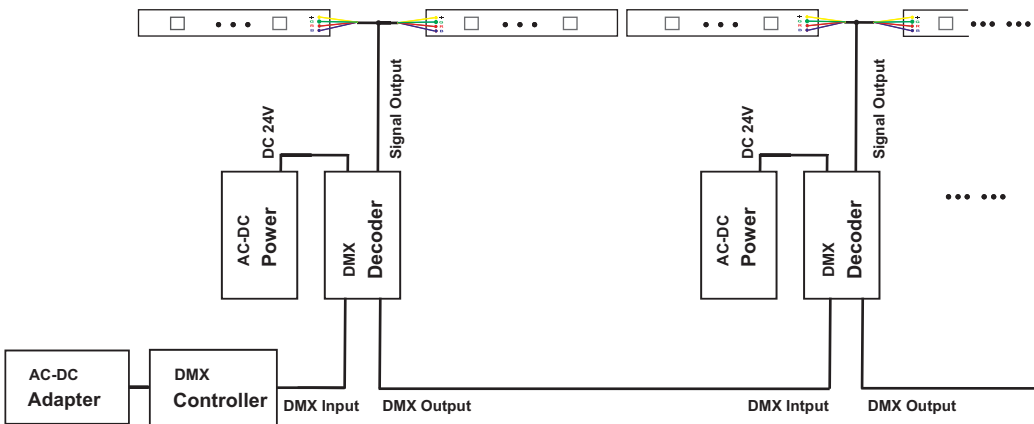 DC 24V
Signal Output
DC 24V
Signal Output
AC-DC
Power
DMX
Decoder
AC-DC
Power
DMX
Decoder
AC-DC
Adapter
DMX
Controller
DMX Input
DMX Output
DMX Intput
DMX Output